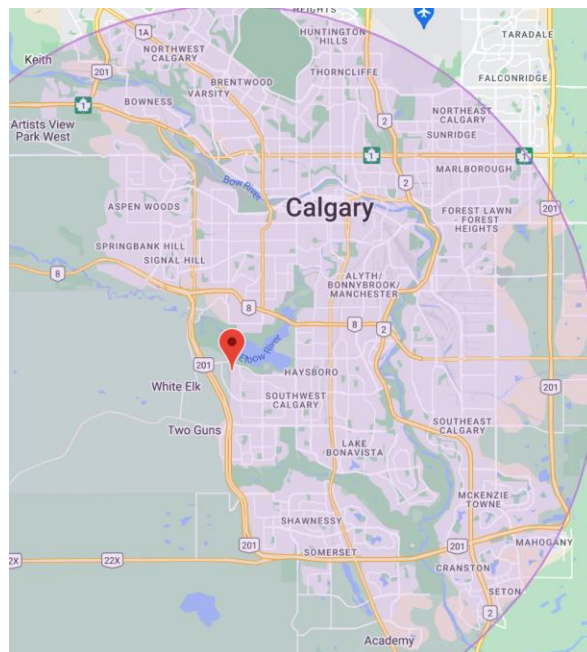 HEIGHTS
HUNTINGTON
HILLS
TARADALE
1A
NORTHWEST
CALGARY
Keith
201
THORNCLIFFE
FALCONRIDGE
BRENTWOOD
VARSITY
1
BOWNESS
2
NORTHEAST
CALGARY
SUNRIDGE
Artists View
Park West
1
1
MARLBOROUGH
Bow River
2
ASPEN WOODS
Calgary
FOREST LAWN
- FOREST
HEIGHTS
201
SPRINGBANK HILL
SIGNAL HILL
8
ALYTH/
BONNYBROOK/
MANCHESTER
8
8
2
Elbow River
201
HAYSBORO
White Elk
201
SOUTHWEST
CALGARY
Two Guns
SOUTHEAST
CALGARY
LAKE
BONAVISTA
MCKENZIE
TOWNE
SHAWNESSY
201
SOMERSET
201
MAHOGANY
2X
22X
CRANSTON
SETON
2
Academy